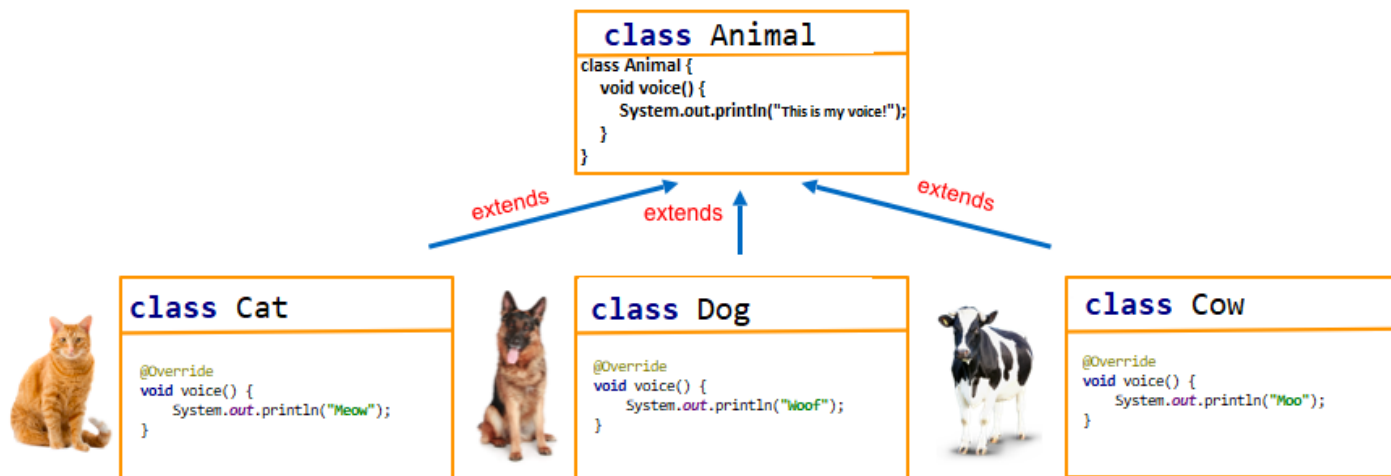 class Animal
class Animal {
void voice() {
System.out.println("This is my voice!");
}
}
extends
extends
extends
class Cat
@Override
void voice() {
System.out.println("Meow");
}
class Dog
@Override
void voice() {
System.out.println("Woof");
}
class Cow
@Override
void voice() {
System.out.println("Moo");
}